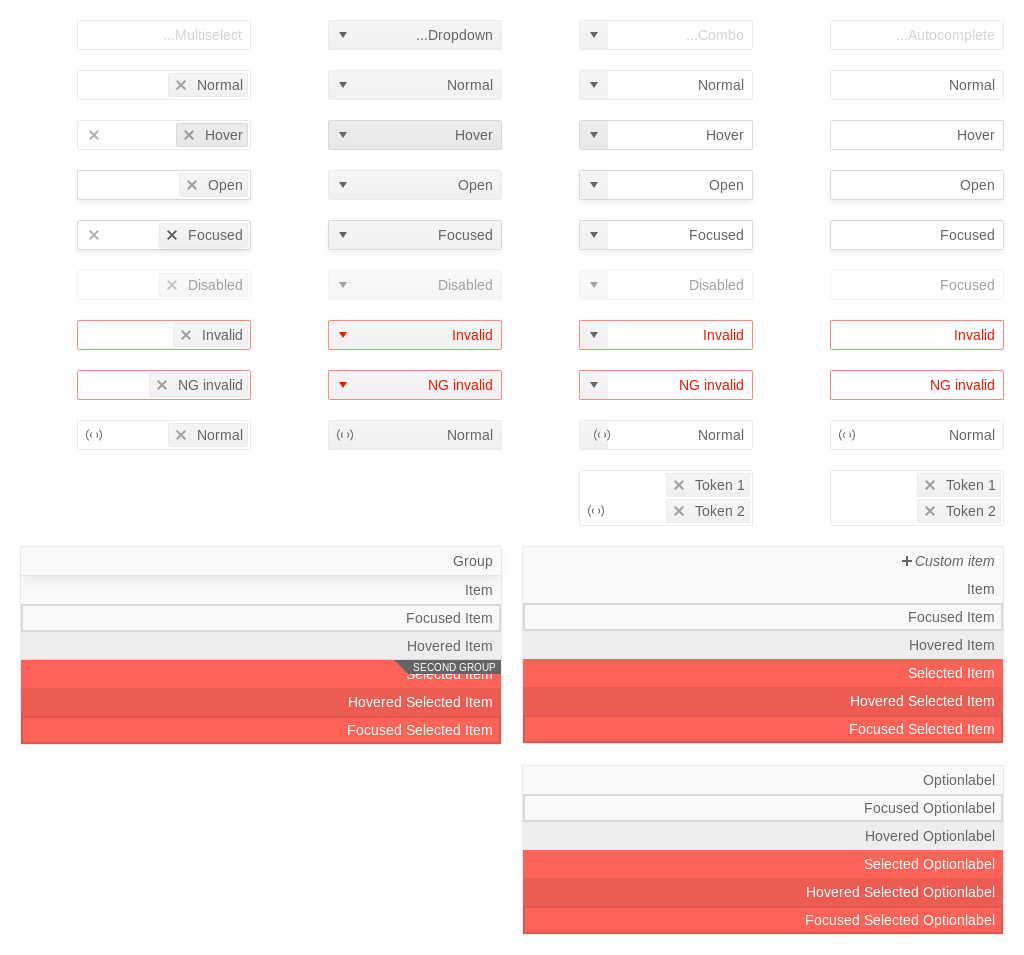 ...Multiselect
...Dropdown
...Combo
...Autocomplete
Normal
Normal
Normal
Normal
Hover
Hover
Hover
Hover
Open
Open
Open
Open
Focused
Focused
Focused
Focused
Disabled
Disabled
Disabled
Focused
Invalid
Invalid
Invalid
Invalid
NG invalid
NG invalid
NG invalid
NG invalid
Normal
Normal
Normal
Normal
Token 1
Token 2
Token 1
Token 2
Group
Item
Focused Item
Hovered Item
SECOND GROUP
Selected Item
Hovered Selected Item
Focused Selected Item
Custom item
Item
Focused Item
Hovered Item
Selected Item
Hovered Selected Item
Focused Selected Item
Optionlabel
Focused Optionlabel
Hovered Optionlabel
Selected Optionlabel
Hovered Selected Optionlabel
Focused Selected Optionlabel